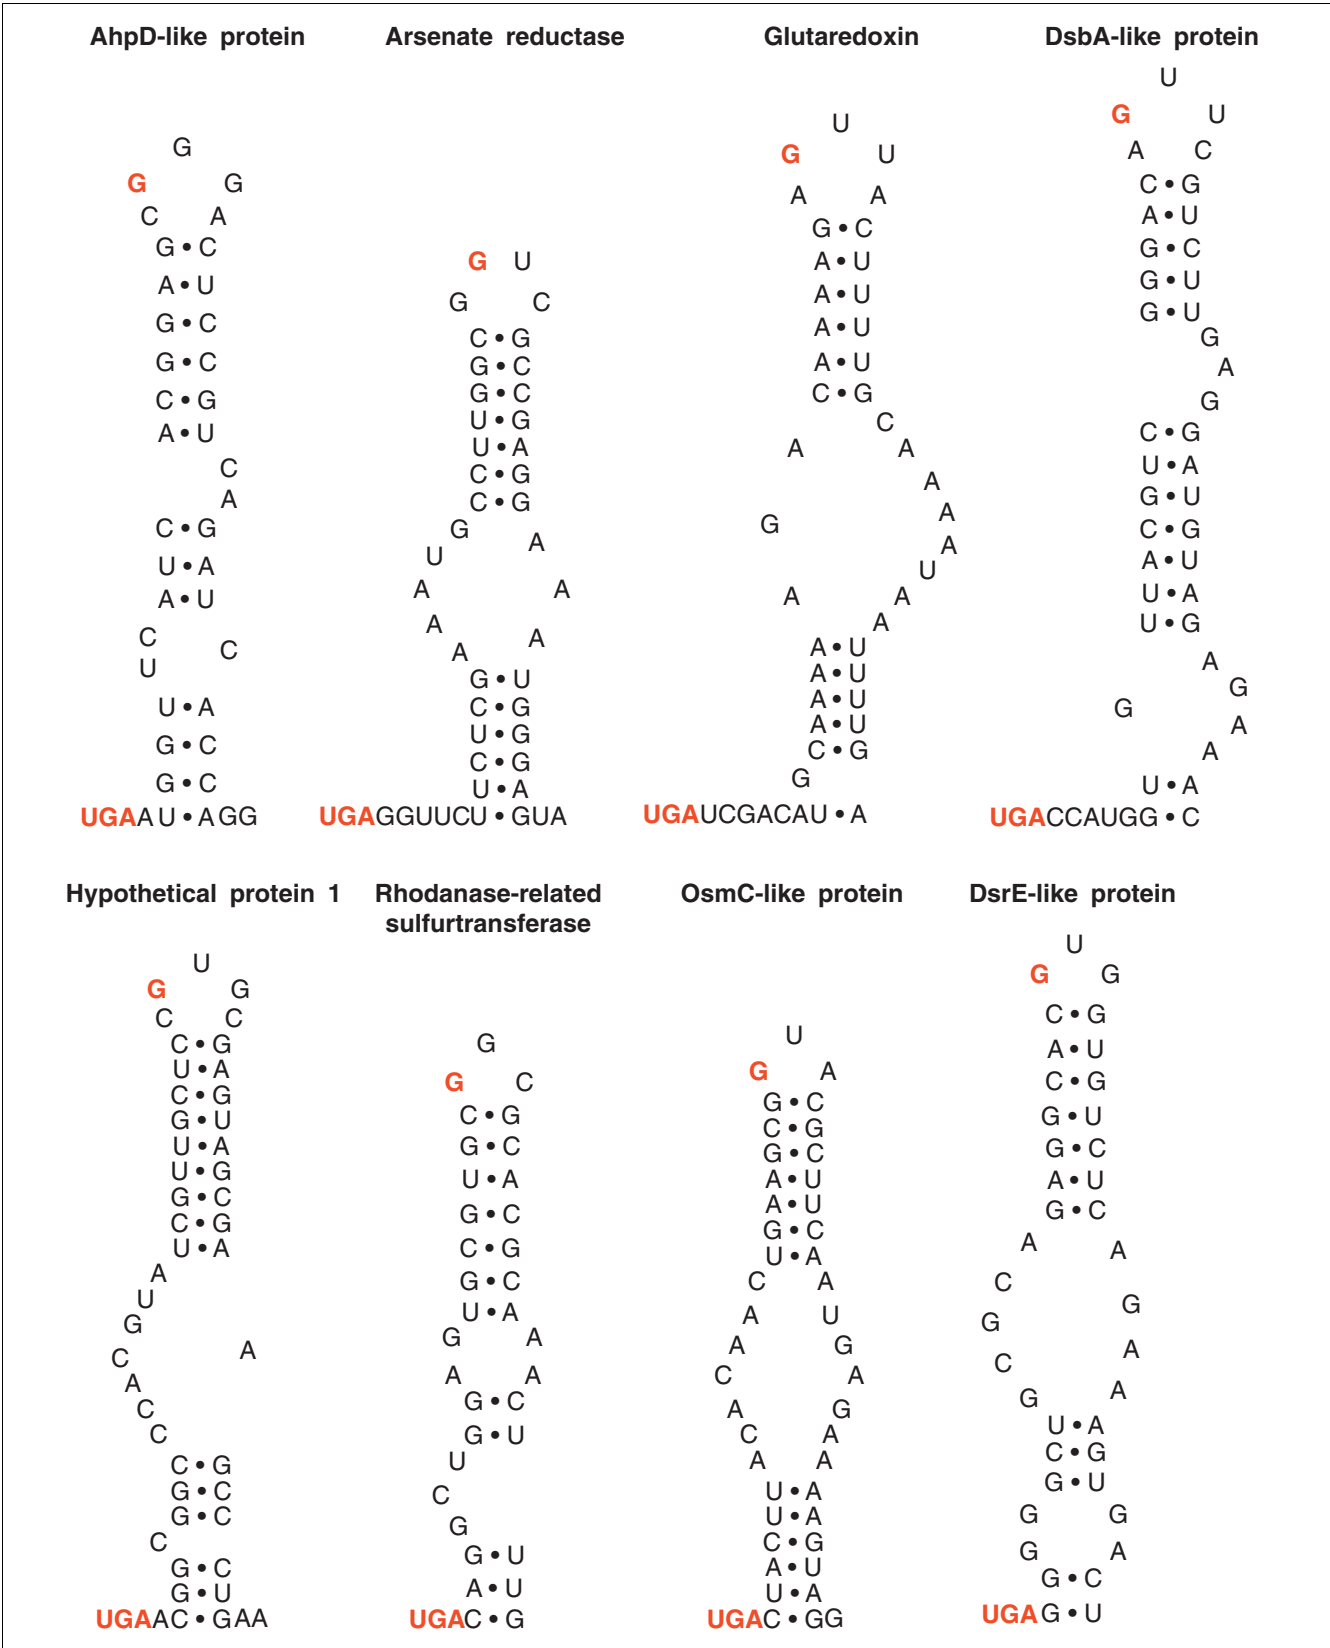 AhpD-like protein
G
G G
C A
G • C
A • U
G • C
G • C
C • G
A • U
C
A
C • G
U • A
A • U
C
C
U
U • A
G • C
G • C
UGAAU • AGG
Arsenate reductase
G U
G C
C • G
G • C
G • C
U • G
U • A
C • G
C • G
G
A
U
A A
A
A
A
G • U
C • G
U • G
C • G
U • A
UGAGGUUCU • GUA
Glutaredoxin
U
G U
A A
G • C
A • U
A • U
A • U
A • U
C • G
C
A A
A
A
G
A
U
A A
A
A • U
A • U
A • U
A • U
C • G
G
UGAUCGACAU • A
DsbA-like protein
U
G U
A C
C • G
A • U
G • C
G • U
G • U
G
A
G
C • G
U • A
G • U
C • G
A • U
U • A
U • G
A
G
G
A
A
U • A
UGACCAUGG • C
Hypothetical protein 1
U
G G
C C
C • G
U • A
C • G
G • U
U • A
U • G
G • C
C • G
U • A
A
U
G
C A
A
C
C
C • G
G • C
G • C
C
G • C
G • U
UGAAC • GAA
Rhodanase-related
sulfurtransferase
G
G C
C • G
G • C
U • A
G • C
C • G
G • C
U • A
G A
A A
G • C
G • U
U
C
G
G • U
A • U
UGAC • G
OsmC-like protein
U
G A
G • C
C • G
G • C
A • U
A • U
G • C
U • A
C A
A U
A G
C A
A G
C A
A A
U • A
U • A
C • G
A • U
U • A
UGAC • GG
DsrE-like protein
U
G G
C • G
A • U
C • G
G • U
G • C
A • U
G • C
A A
C
G
G
A
C
A
G
U • A
C • G
G • U
G G
G A
G • C
UGAG • U